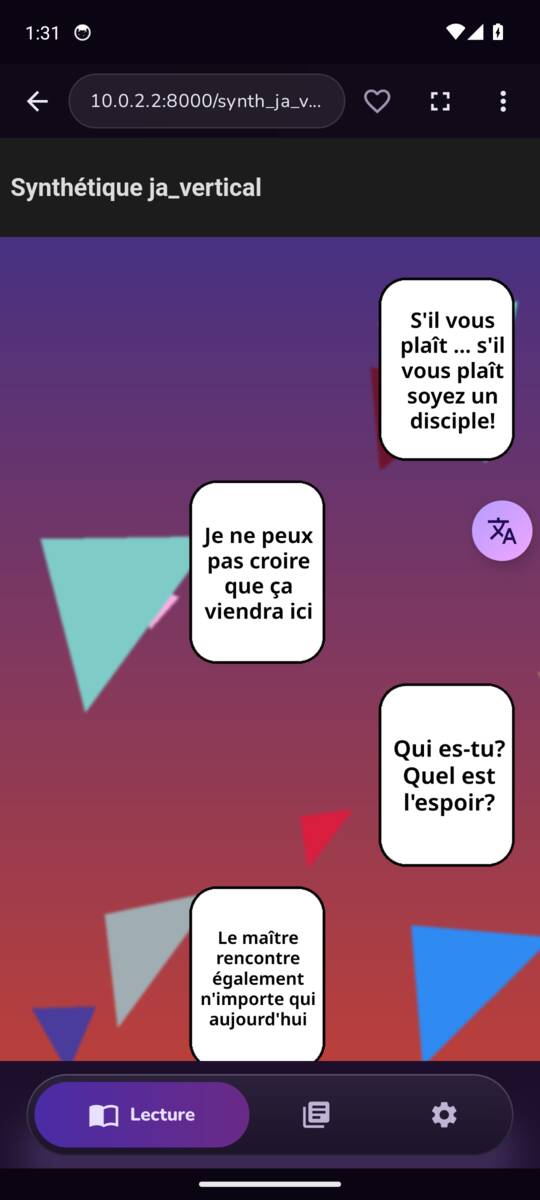 1:31
10.0.2.2:8000/synth_ja_v...
Synthétique ja_vertical
S'il vous
plaît ... s'il
vous plaît
soyez un
disciple!
Je ne peux
pas croire
que ça
viendra ici
Qui es-tu?
Quel est
l'espoir?
Le maître
rencontre
également
n'importe qui
aujourd'hui
Lecture